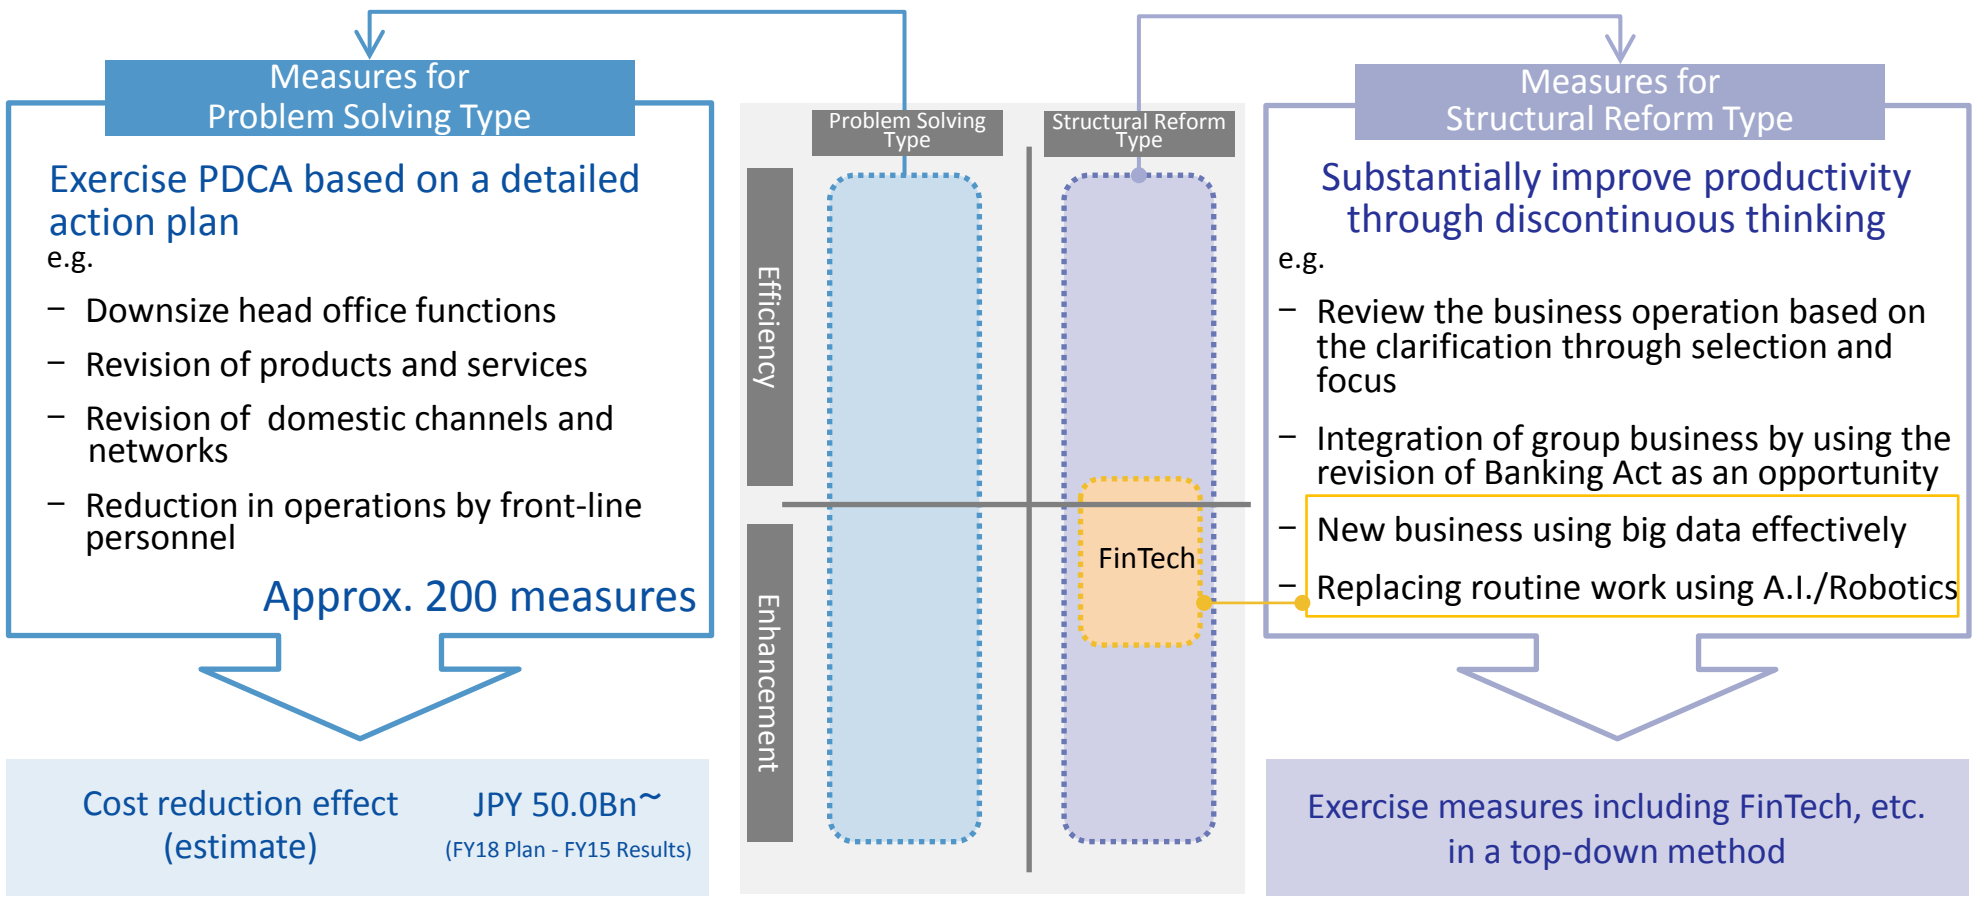 Measures for
Problem Solving Type
Exercise PDCA based on a detailed
action plan
e.g.
– Downsize head office functions
– Revision of products and services
– Revision of domestic channels and
networks
– Reduction in operations by front-line
personnel
Approx. 200 measures
Cost reduction effect
(estimate)
JPY 50.0Bn~
(FY18 Plan - FY15 Results)
Problem Solving
Type
Structural Reform
Type
Efficiency
Enhancement
FinTech
Measures for
Structural Reform Type
Substantially improve productivity
through discontinuous thinking
e.g.
– Review the business operation based on
the clarification through selection and
focus
– Integration of group business by using the
revision of Banking Act as an opportunity
– New business using big data effectively
– Replacing routine work using A.I./Robotics
Exercise measures including FinTech, etc.
in a top-down method